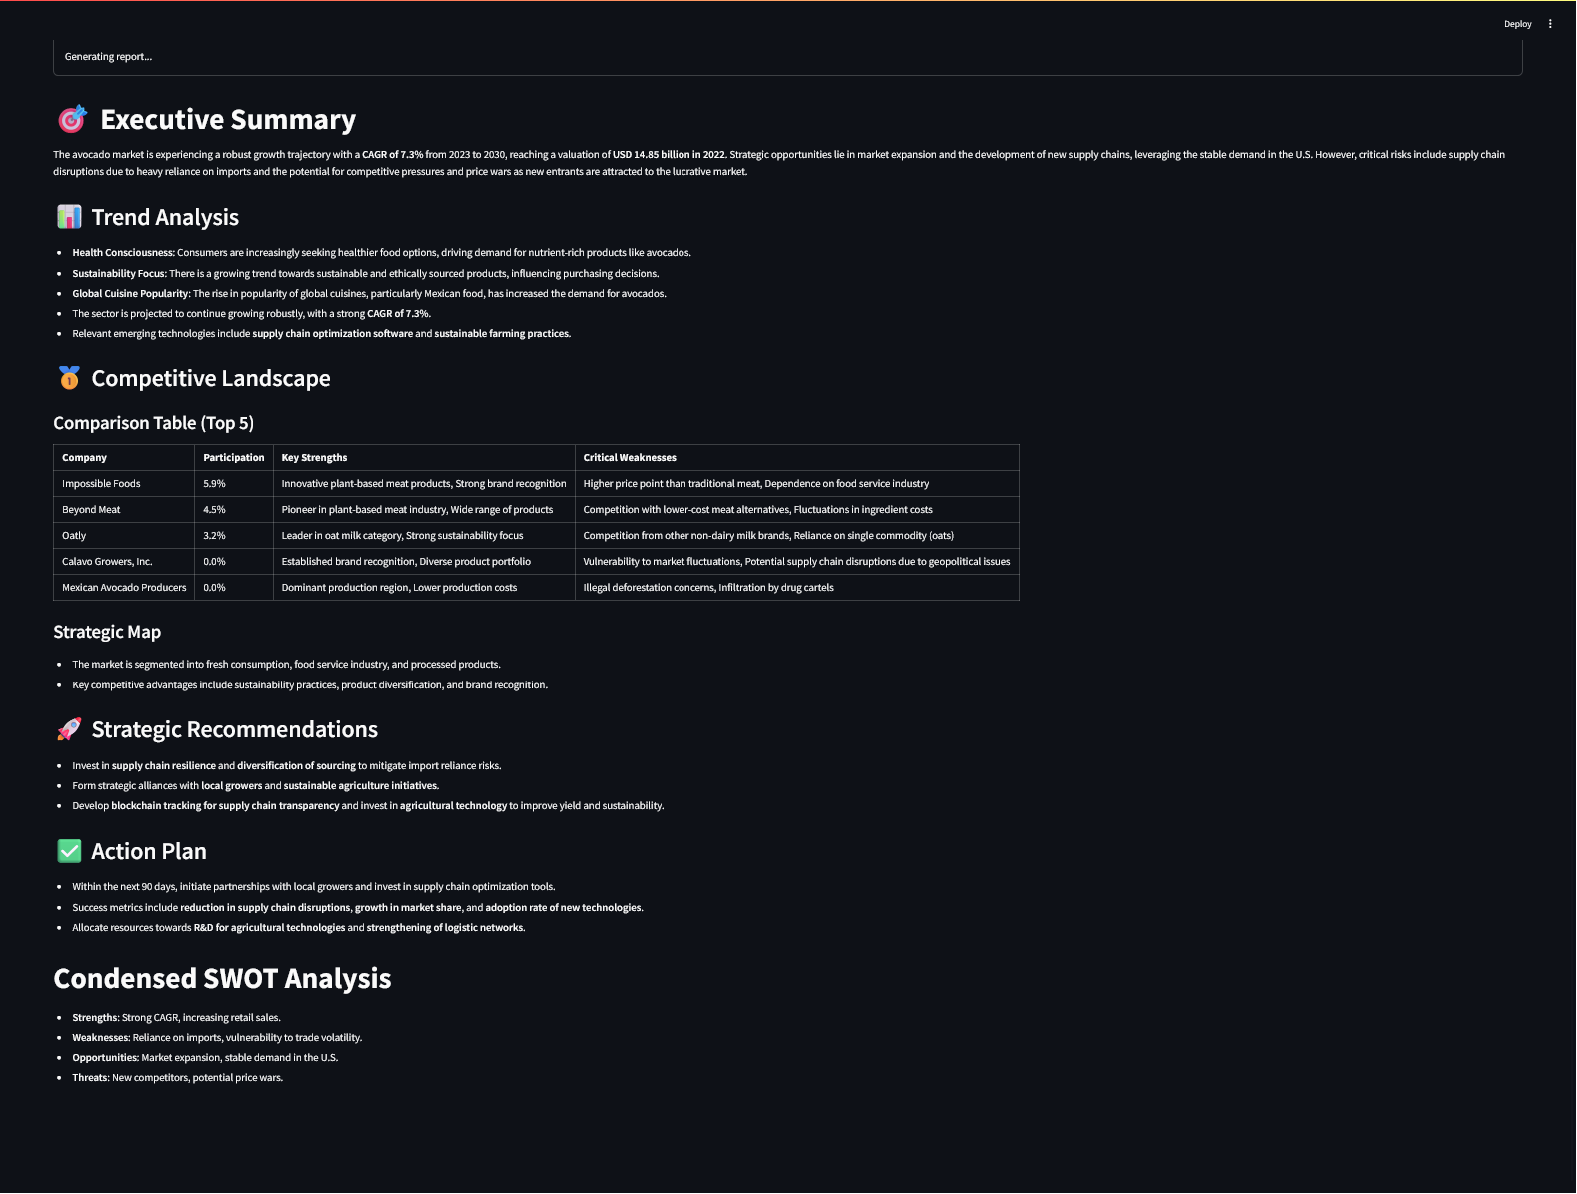 Deploy
Generating report...
Executive Summary
The avocado market is experiencing a robust growth trajectory with a CAGR of 7.3% from 2023 to 2030, reaching a valuation of USD 14.85 billion in 2022. Strategic opportunities lie in market expansion and the development of new supply chains, leveraging the stable demand in the U.S. However, critical risks include supply chain
disruptions due to heavy reliance on imports and the potential for competitive pressures and price wars as new entrants are attracted to the lucrative market.
Trend Analysis
• Health Consciousness: Consumers are increasingly seeking healthier food options, driving demand for nutrient-rich products like avocados.
• Sustainability Focus: There is a growing trend towards sustainable and ethically sourced products, influencing purchasing decisions.
• Global Cuisine Popularity: The rise in popularity of global cuisines, particularly Mexican food, has increased the demand for avocados.
• The sector is projected to continue growing robustly, with a strong CAGR of 7.3%.
• Relevant emerging technologies include supply chain optimization software and sustainable farming practices.
Competitive Landscape
Comparison Table (Top 5)
Company Participation Key Strengths Critical Weaknesses
Impossible Foods 5.9% Innovative plant-based meat products, Strong brand recognition Higher price point than traditional meat, Dependence on food service industry
Beyond Meat 4.5% Pioneer in plant-based meat industry, Wide range of products Competition with lower-cost meat alternatives, Fluctuations in ingredient costs
Oatly 3.2% Leader in oat milk category, Strong sustainability focus Competition from other non-dairy milk brands, Reliance on single commodity (oats)
Calavo Growers, Inc. 0.0% Established brand recognition, Diverse product portfolio Vulnerability to market fluctuations, Potential supply chain disruptions due to geopolitical issues
Mexican Avocado Producers 0.0% Dominant production region, Lower production costs Illegal deforestation concerns, Infiltration by drug cartels
Strategic Map
• The market is segmented into fresh consumption, food service industry, and processed products.
• Key competitive advantages include sustainability practices, product diversification, and brand recognition.
Strategic Recommendations
• Invest in supply chain resilience and diversification of sourcing to mitigate import reliance risks.
• Form strategic alliances with local growers and sustainable agriculture initiatives.
• Develop blockchain tracking for supply chain transparency and invest in agricultural technology to improve yield and sustainability.
Action Plan
• Within the next 90 days, initiate partnerships with local growers and invest in supply chain optimization tools.
• Success metrics include reduction in supply chain disruptions, growth in market share, and adoption rate of new technologies.
• Allocate resources towards R&D for agricultural technologies and strengthening of logistic networks.
Condensed SWOT Analysis
• Strengths: Strong CAGR, increasing retail sales.
• Weaknesses: Reliance on imports, vulnerability to trade volatility.
• Opportunities: Market expansion, stable demand in the U.S.
• Threats: New competitors, potential price wars.